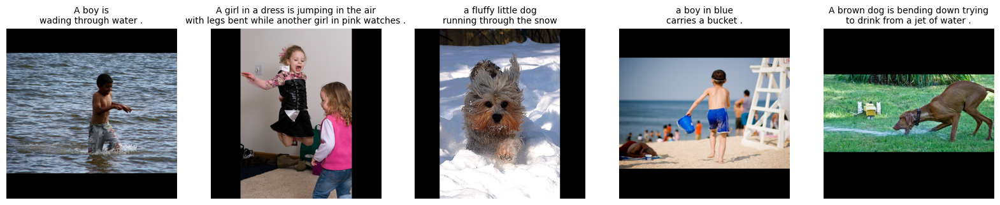 A boy is
wading through water .
A girl in a dress is jumping in the air
with legs bent while another girl in pink watches .
a fluffy little dog
running through the snow
a boy in blue
carries a bucket .
A brown dog is bending down trying
to drink from a jet of water .